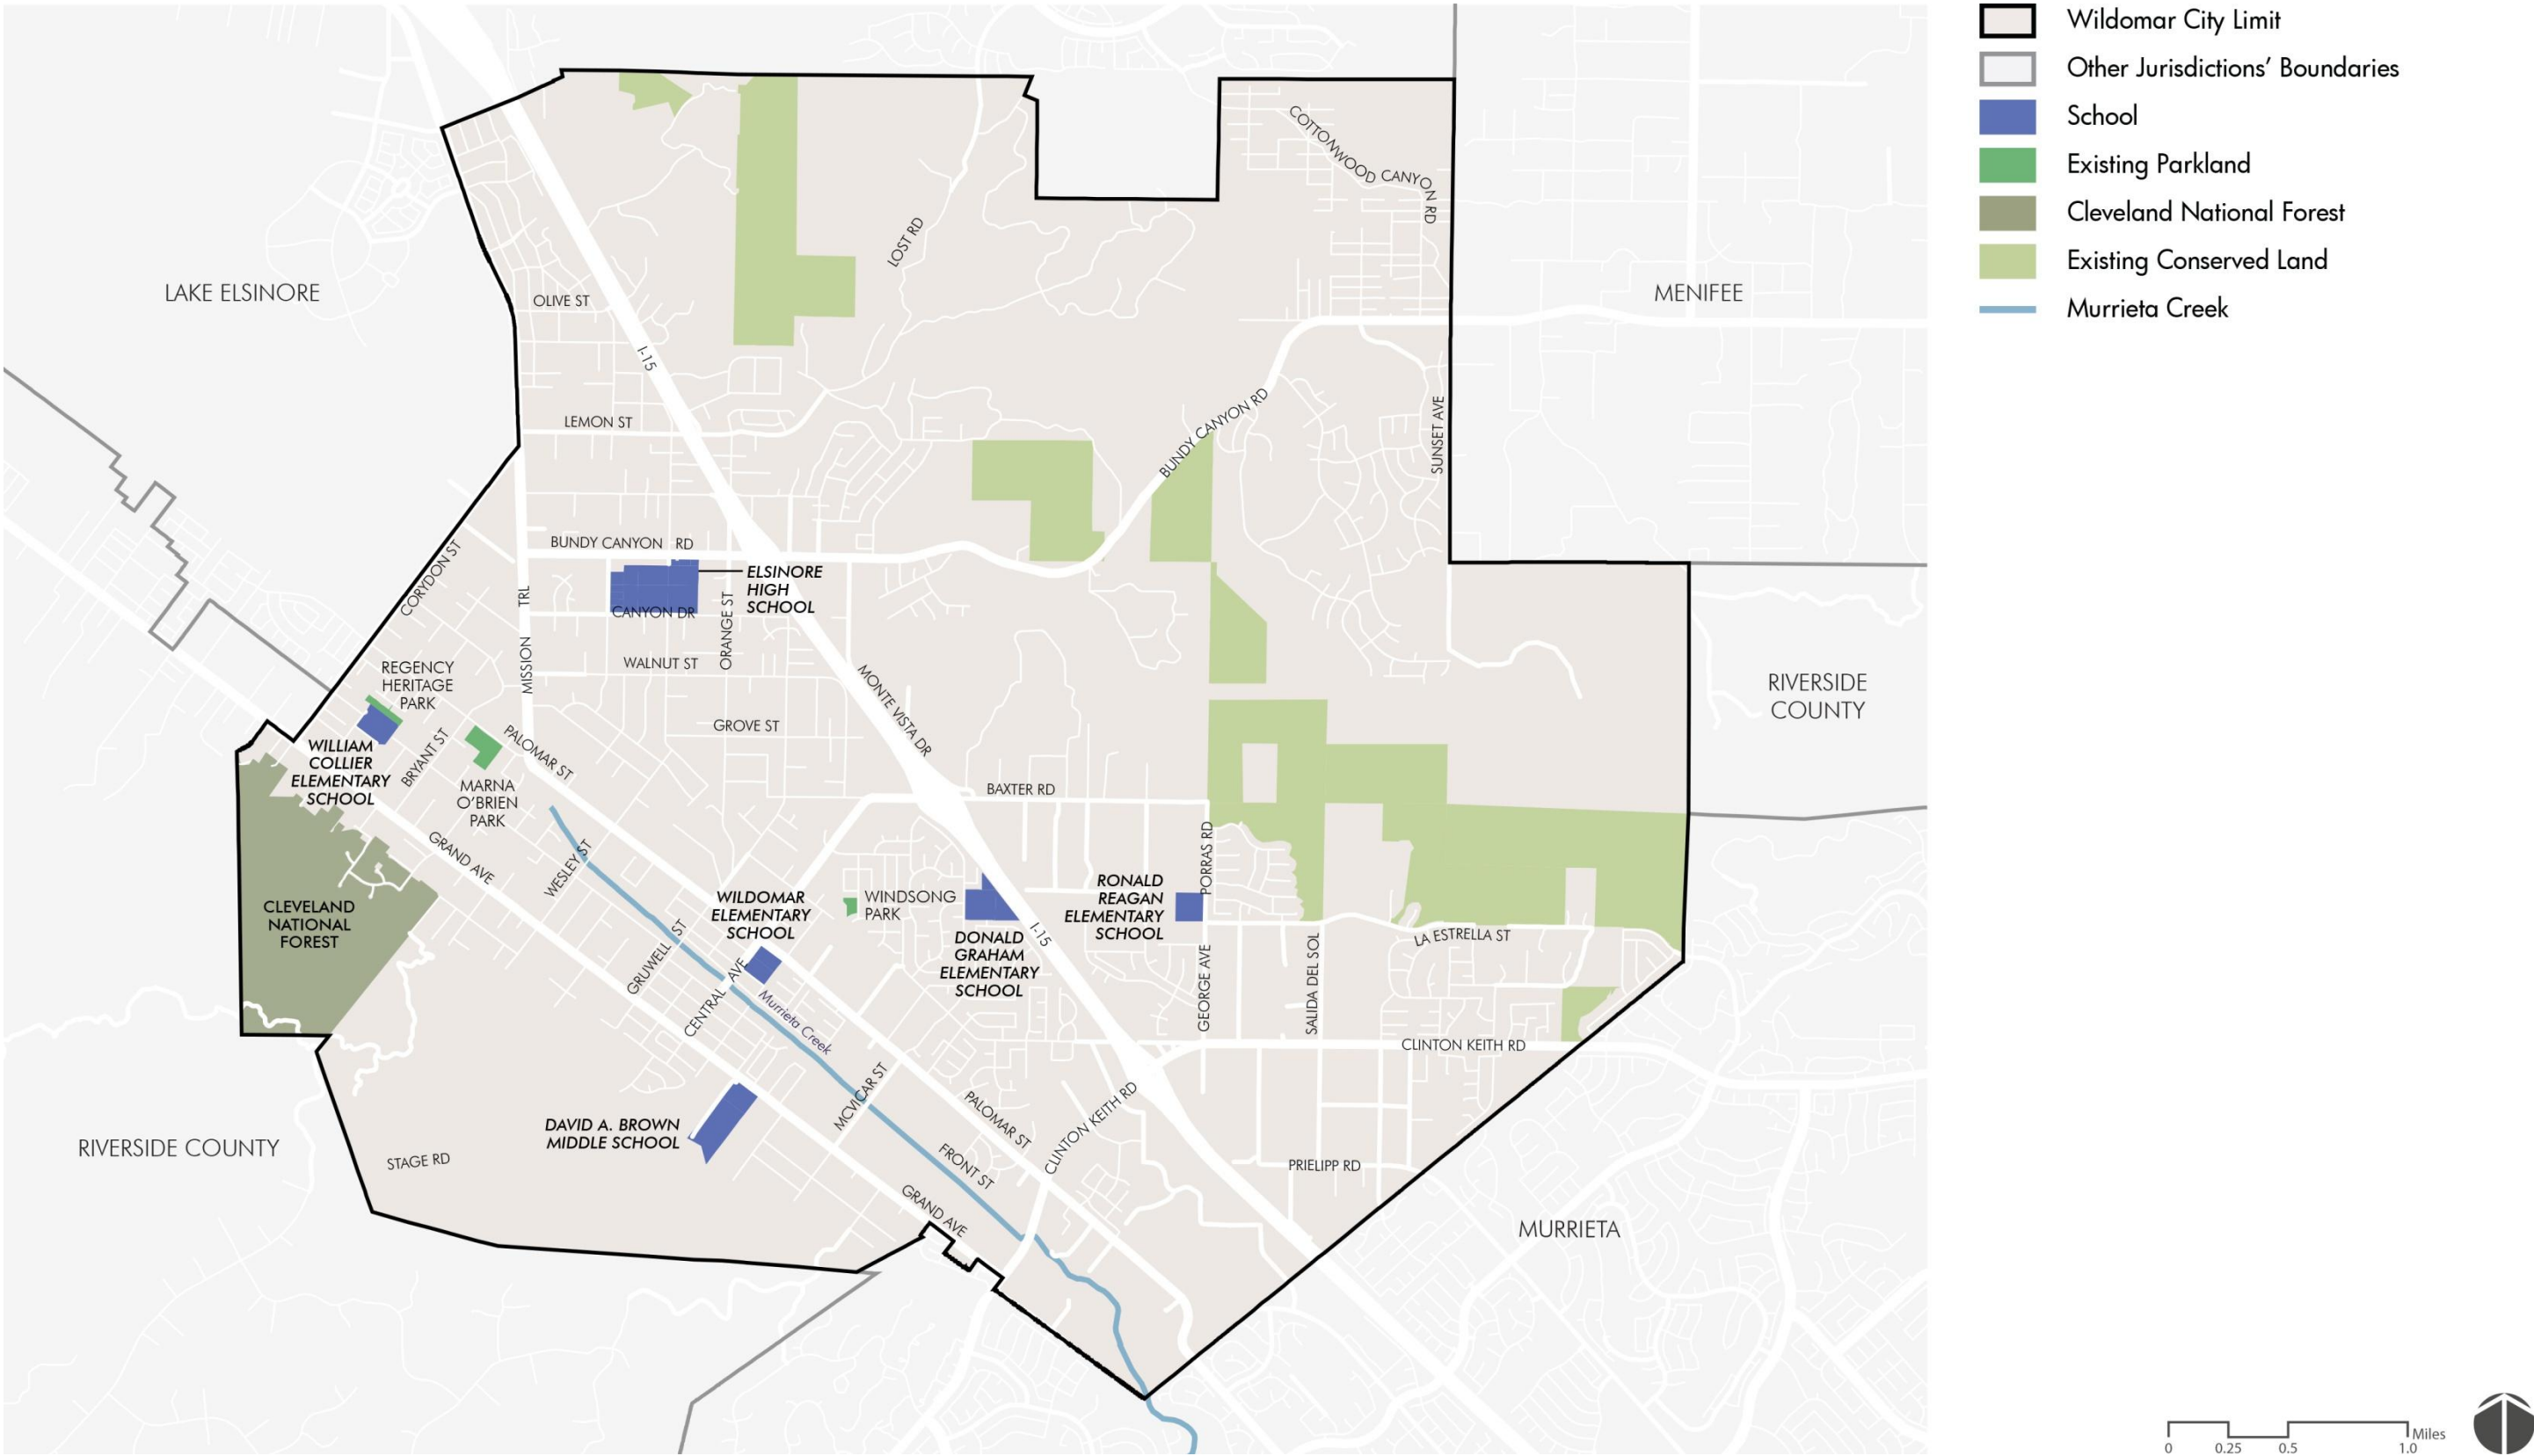 Wildomar City Limit
Other Jurisdictions' Boundaries
School
Existing Parkland
Cleveland National Forest
Existing Conserved Land
Murrieta Creek
COTTONWOOD CANYON RD
LOST RD
LAKE ELSINORE
MENIFEE
OLIVE ST
I-15
LEMON ST
BUNDY CANYON RD
SUNSET AVE
BUNDY CANYON RD
CORYDON ST
ELSINORE
HIGH
SCHOOL
CANYON DR
MISSION TRL
ORANGE ST
WALNUT ST
REGENCY
HERITAGE
PARK
MONTE VISTA DR
RIVERSIDE
COUNTY
GROVE ST
WILLIAM
COLLIER
ELEMENTARY
SCHOOL
BRYANT ST
PALOMAR ST
MARNA
O'BRIEN
PARK
BAXTER RD
GRAND AVE
WESLEY ST
PORRAS RD
CLEVELAND
NATIONAL
FOREST
WILDOMAR
ELEMENTARY
SCHOOL
WINDSONG
PARK
RONALD
REAGAN
ELEMENTARY
SCHOOL
I-15
DONALD
GRAHAM
ELEMENTARY
SCHOOL
LA ESTRELLA ST
GRUWELL ST
CENTRAL AVE
Murrieta Creek
GEORGE AVE
SALIDA DEL SOL
CLINTON KEITH RD
MCVICAR ST
DAVID A. BROWN
MIDDLE SCHOOL
PALOMAR ST
CLINTON KEITH RD
RIVERSIDE COUNTY
STAGE RD
FRONT ST
PRIELIPP RD
GRAND AVE
MURRIETA
Miles
0 0.25 0.5 1.0